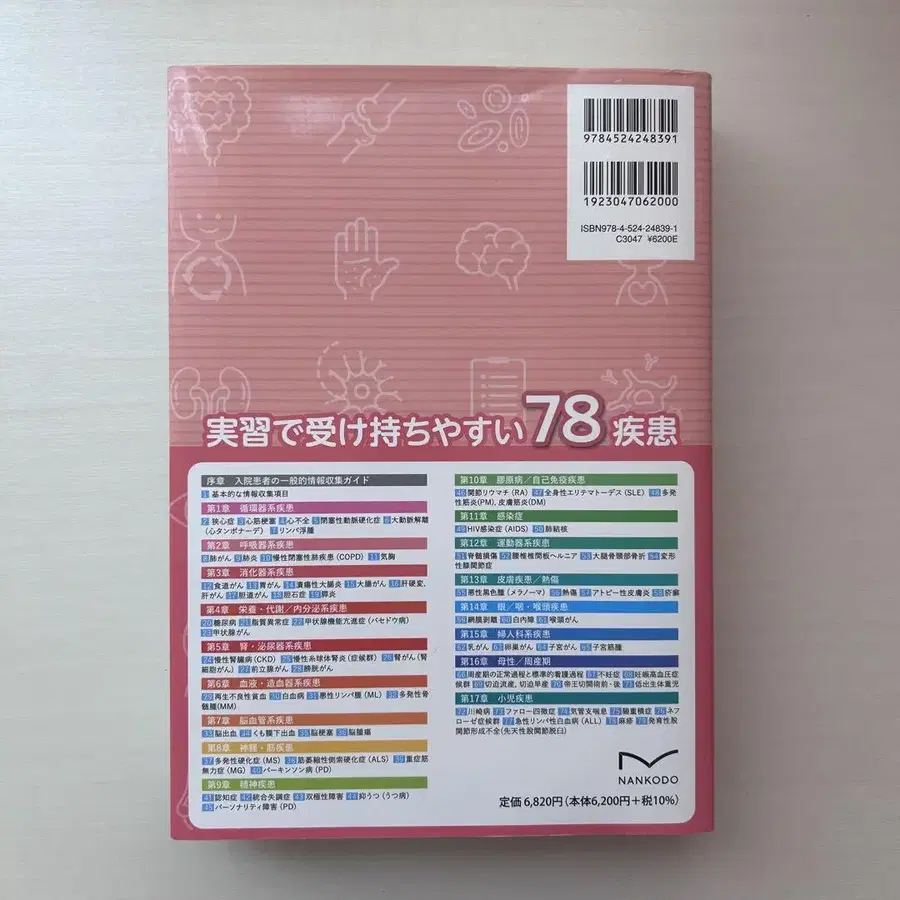 9784524248391
1923047062000
ISBN978-4-524-24839-1
C3047 ¥6200E
実習で受け持ちやすい78疾患
序章 入院患者の一般的情報収集ガイド
1 基本的な情報収集項目
第1章 循環器系疾患
2 狭心症 3 心筋梗塞 4 心不全 5 閉塞性動脈硬化症 6 大動脈解離
(心タンポナーデ) 7 リンパ浮腫
第2章 呼吸器系疾患
8 肺がん 9 肺炎 10 慢性閉塞性肺疾患(COPD) 11 気胸
第3章 消化器系疾患
12 食道がん 13 胃がん 14 潰瘍性大腸炎 15 大腸がん 16 肝硬変,
肝がん 17 胆道がん 18 胆石症 19 膵炎
第4章 栄養・代謝/内分泌系疾患
20 糖尿病 21 脂質異常症 22 甲状腺機能亢進症(バセドウ病)
23 甲状腺がん
第5章 腎・泌尿器系疾患
24 慢性腎臓病(CKD) 25 慢性糸球体腎炎(症候群) 26 腎がん(腎
細胞がん) 27 前立腺がん 28 膀胱がん
第6章 血液・造血器系疾患
29 再生不良性貧血 30 白血病 31 悪性リンパ腫(ML) 32 多発性骨
髄腫(MM)
第7章 脳血管系疾患
33 脳出血 34 くも膜下出血 35 脳梗塞 36 脳腫瘍
第8章 神経・筋疾患
37 多発性硬化症(MS) 38 筋萎縮性側索硬化症(ALS) 39 重症筋
無力症(MG) 40 パーキンソン病(PD)
第9章 精神疾患
41 認知症 42 統合失調症 43 双極性障害 44 抑うつ(うつ病)
45 パーソナリティ障害(PD)
第10章 膠原病/自己免疫疾患
46 関節リウマチ(RA) 47 全身性エリテマトーデス(SLE) 48 多発
性筋炎(PM), 皮膚筋炎(DM)
第11章 感染症
49 HIV感染症(AIDS) 50 肺結核
第12章 運動器系疾患
51 脊髄損傷 52 腰椎椎間板ヘルニア 53 大腿骨頸部骨折 54 変形
性膝関節症
第13章 皮膚疾患/熱傷
55 悪性黒色腫(メラノーマ) 56 熱傷 57 アトピー性皮膚炎 58 疥癬
第14章 眼/咽・喉頭疾患
59 網膜剥離 60 白内障 61 喉頭がん
第15章 婦人科系疾患
62 乳がん 63 卵巣がん 64 子宮がん 65 子宮筋腫
第16章 母性/周産期
66 周産期の正常過程と標準的看護過程 67 不妊症 68 妊娠高血圧症
候群 69 切迫流産, 切迫早産 70 帝王切開術前・後 71 低出生体重児
第17章 小児疾患
72 川崎病 73 ファロー四徴症 74 気管支喘息 75 腸重積症 76 ネフ
ローゼ症候群 77 急性リンパ性白血病(ALL) 78 麻疹 79 発育性股
関節形成不全(先天性股関節脱臼)
NANKODO
定価 6,820円(本体6,200円+税10%)